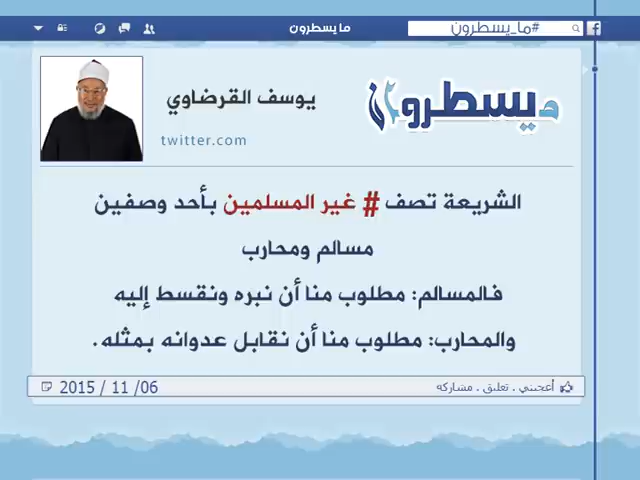 ما يسطرون
#ما_يسطرون
ما يسطرون
يوسف القرضاوي
twitter.com
الشريعة تصف # غير المسلمين بأحد وصفين
مسالم ومحارب
فالمسالم: مطلوب منا أن نبره ونقسط إليه
والمحارب: مطلوب منا أن نقابل عدوانه بمثله.
أعجبني . تعليق . مشاركه
2015 / 11 /06